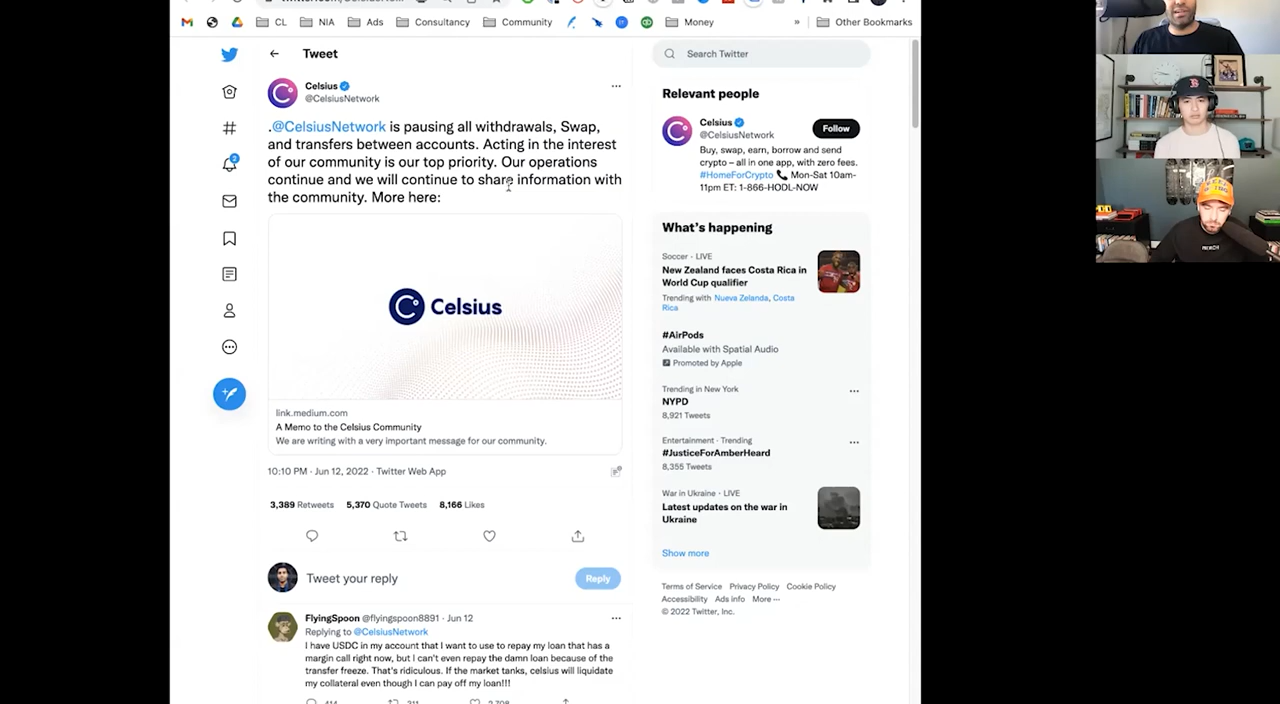 CL
NIA
Ads
Consultancy
Community
Money
»
Other Bookmarks
Tweet
Search Twitter
Celsius
@CelsiusNetwork
.@CelsiusNetwork is pausing all withdrawals, Swap,
and transfers between accounts. Acting in the interest
of our community is our top priority. Our operations
continue and we will continue to share information with
the community. More here:
Celsius
link.medium.com
A Memo to the Celsius Community
We are writing with a very important message for our community.
10:10 PM · Jun 12, 2022 · Twitter Web App
3,389 Retweets 5,370 Quote Tweets 8,166 Likes
Tweet your reply
Reply
FlyingSpoon @flyingspoon8891 · Jun 12
Replying to @CelsiusNetwork
I have USDC in my account that I want to use to repay my loan that has a
margin call right now, but I can't even repay the damn loan because of the
transfer freeze. That's ridiculous. If the market tanks, celsius will liquidate
my collateral even though I can pay off my loan!!!
Relevant people
Celsius
@CelsiusNetwork
Follow
Buy, swap, earn, borrow and send
crypto – all in one app, with zero fees.
#HomeForCrypto 📞 Mon-Sat 10am-
11pm ET: 1-866-HODL-NOW
What's happening
Soccer · LIVE
New Zealand faces Costa Rica in
World Cup qualifier
Trending with Nueva Zelanda, Costa
Rica
#AirPods
Available with Spatial Audio
Promoted by Apple
Trending in New York
NYPD
8,921 Tweets
Entertainment · Trending
#JusticeForAmberHeard
8,355 Tweets
War in Ukraine · LIVE
Latest updates on the war in
Ukraine
Show more
Terms of Service Privacy Policy Cookie Policy
Accessibility Ads info More ···
© 2022 Twitter, Inc.